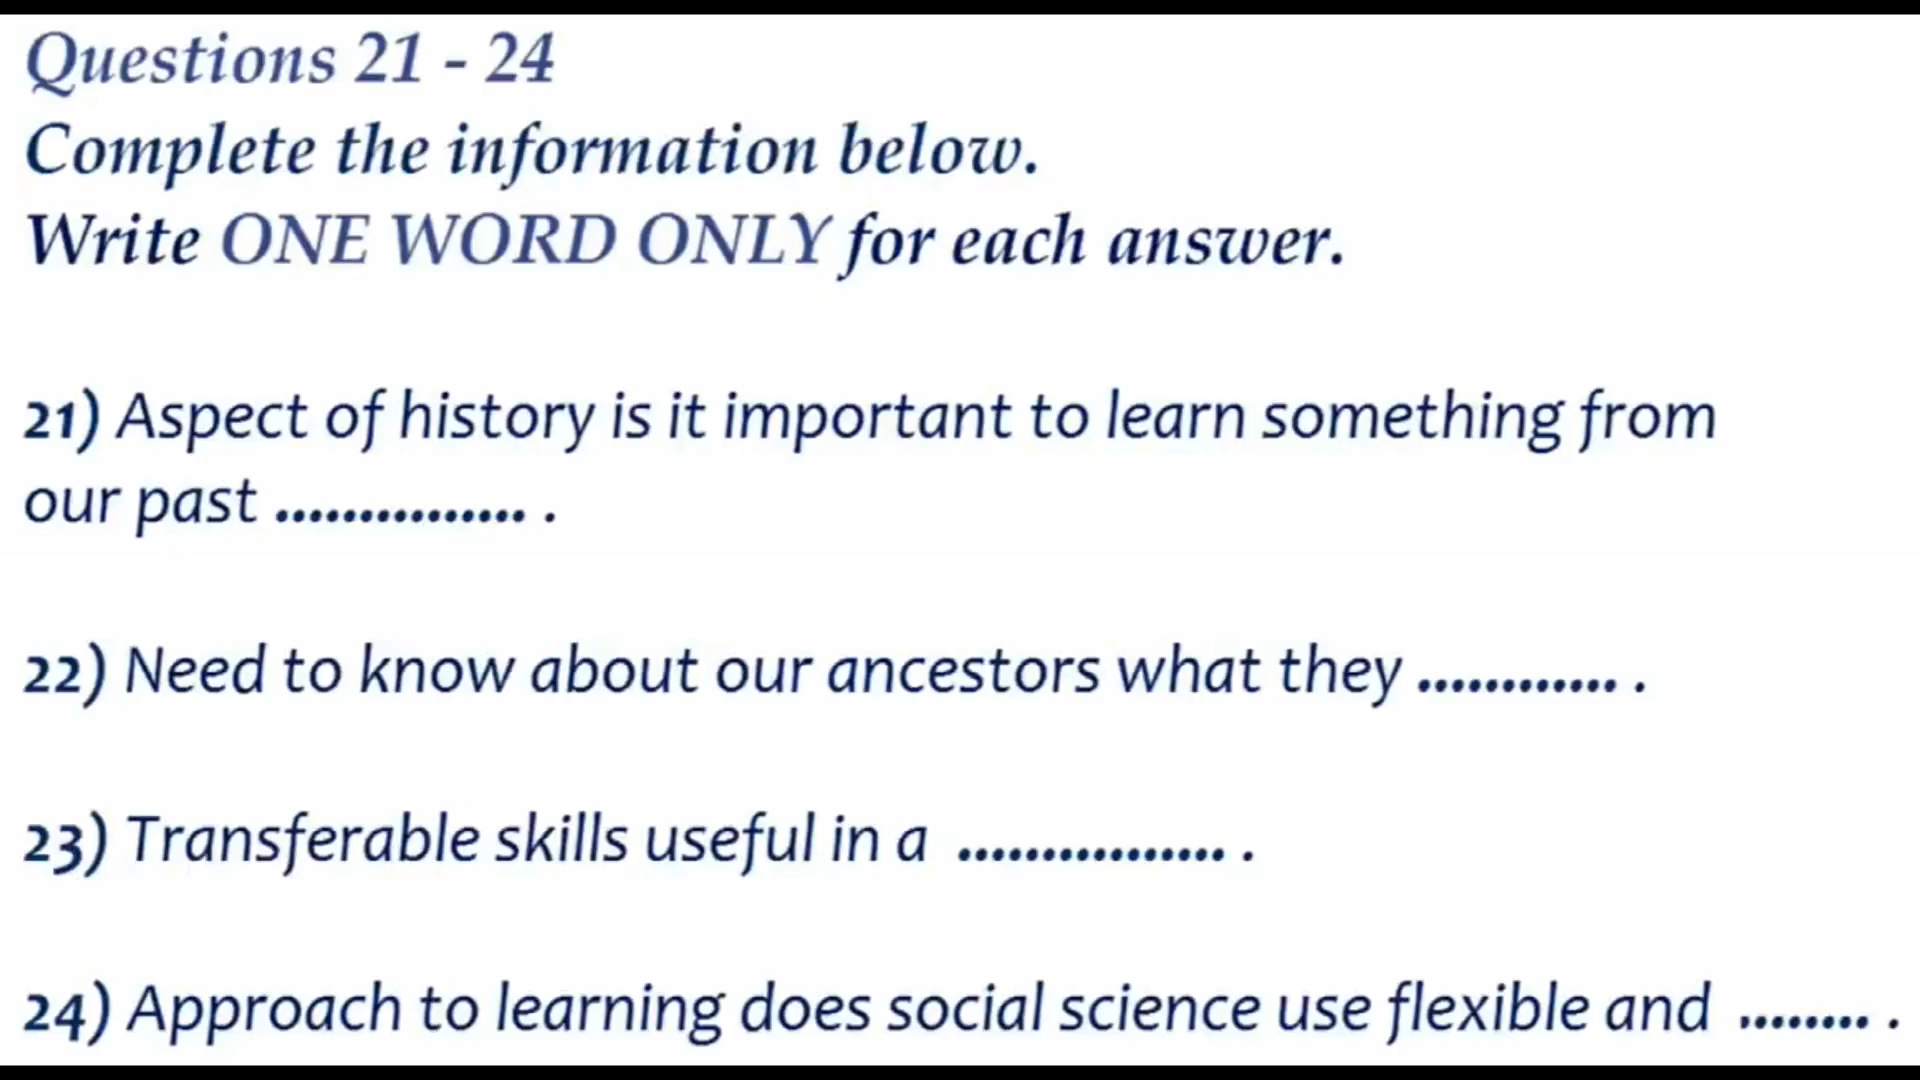 Questions 21 - 24
Complete the information below.
Write ONE WORD ONLY for each answer.
21) Aspect of history is it important to learn something from
our past ............... .
22) Need to know about our ancestors what they ............ .
23) Transferable skills useful in a ................ .
24) Approach to learning does social science use flexible and ........ .